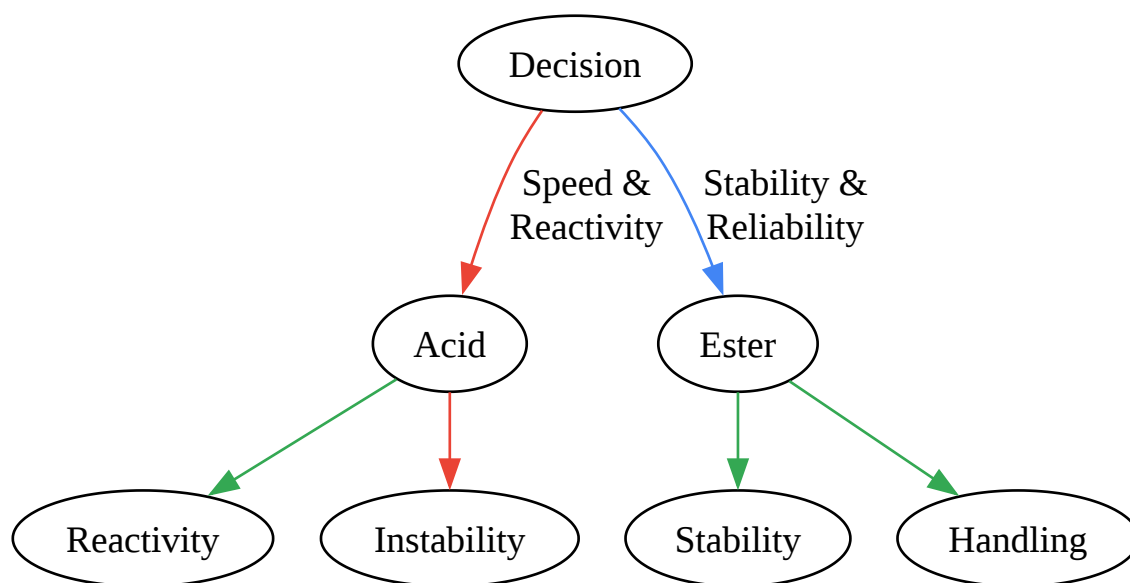 Decision
Speed &
Reactivity
Stability &
Reliability
Acid
Ester
Reactivity
Instability
Stability
Handling